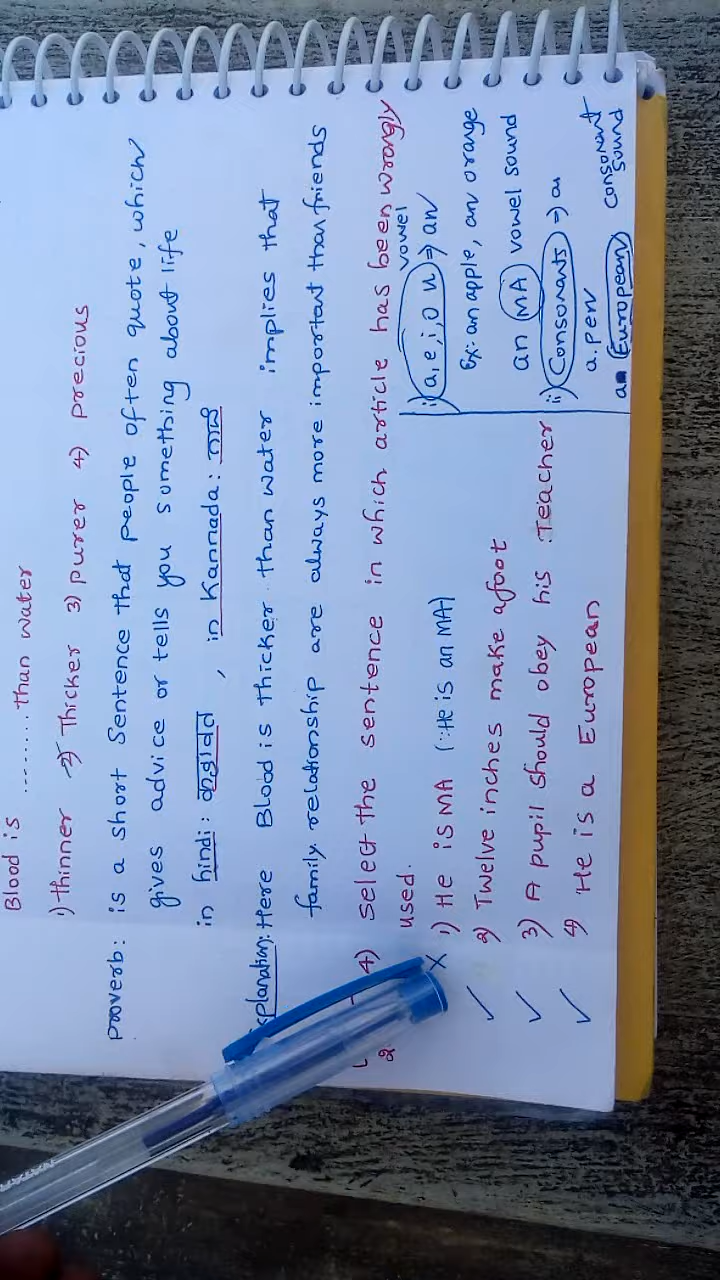 Blood is ........ than water
1) thinner 2) Thicker 3) purer 4) precious
Proverb: is a short Sentence that people often quote, which
gives advice or tells you something about life
in hindi: कहावत , in Kannada: ಗಾದೆ
xplanation: Here Blood is thicker than water implies that
family relationship are always more important than friends
4) select the sentence in which article has been wrongly
used.
1) He is MA (∵He is an MA)
2) Twelve inches make afoot
3) A pupil should obey his Teacher
4) He is a European
i) a, e, i, o u ⇒ an
vowel
Ex: an apple, an orange
an MA vowel sound
ii) Consonants ⇒ a
a pen
a European consonant
sound